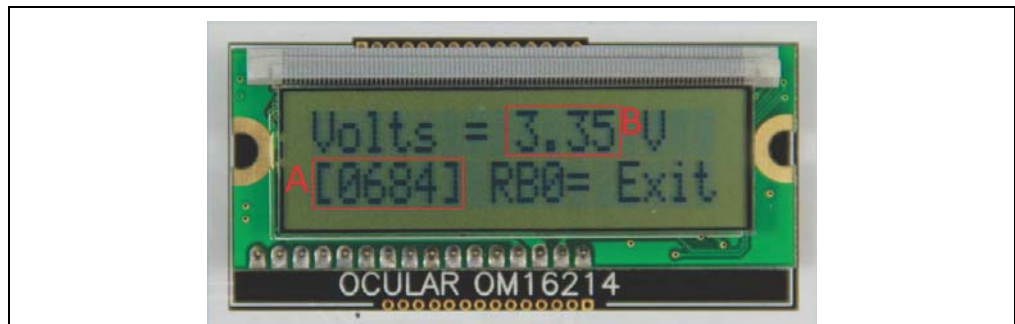 Volts = 3.35 B V
A [0684] RB0= Exit
OCULAR OM16214